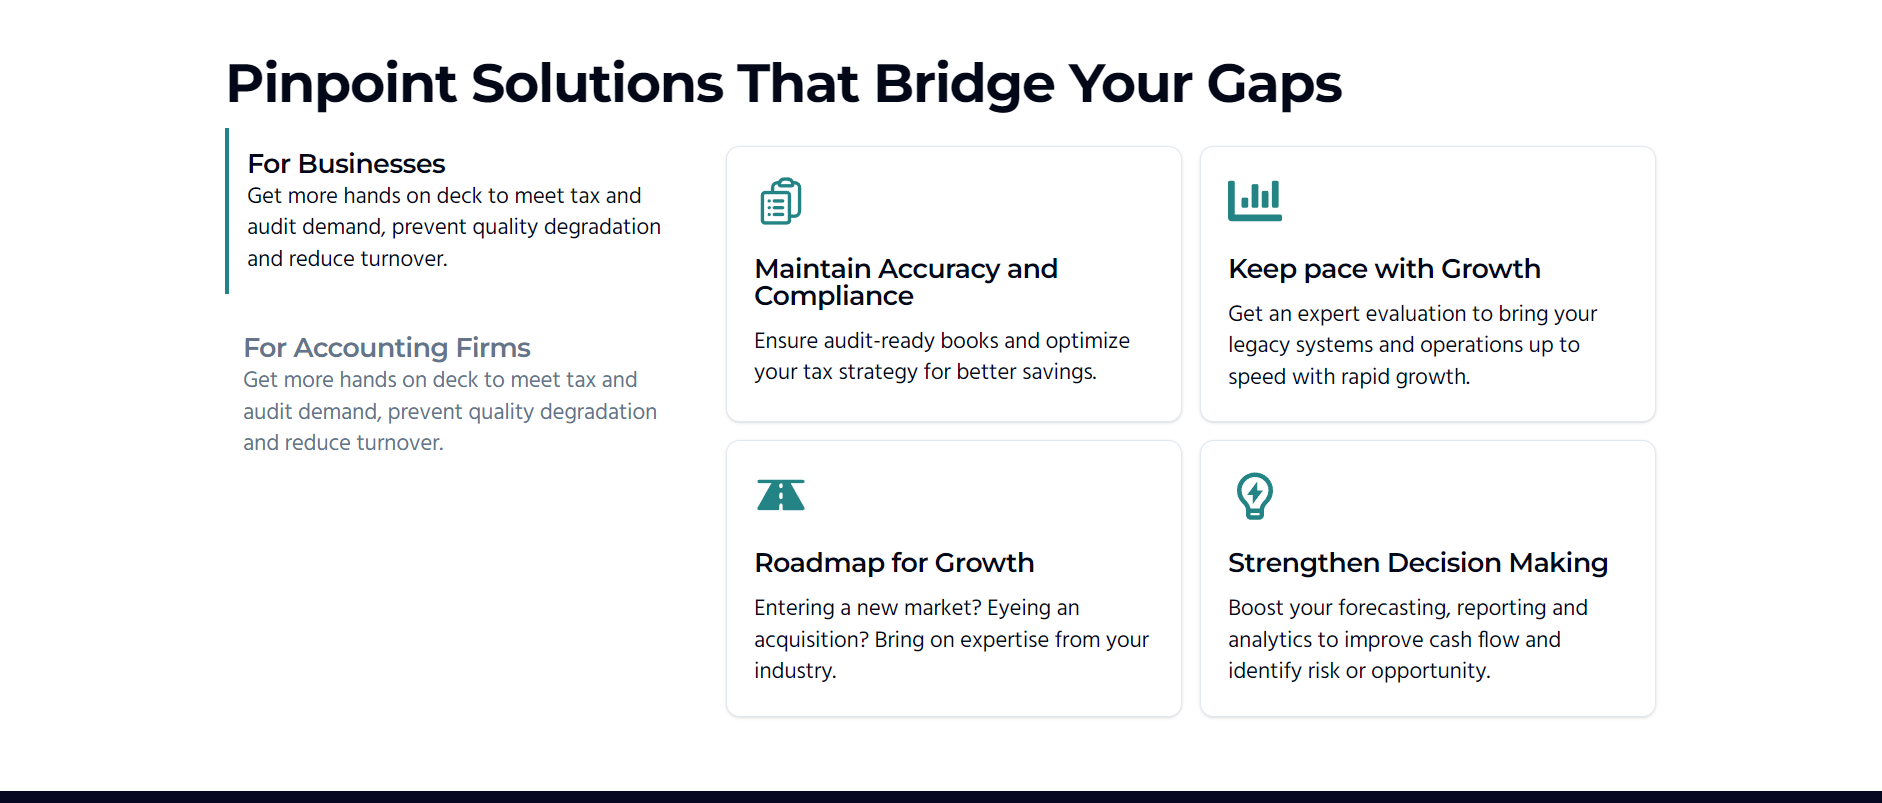 Pinpoint Solutions That Bridge Your Gaps
For Businesses
Get more hands on deck to meet tax and
audit demand, prevent quality degradation
and reduce turnover.
For Accounting Firms
Get more hands on deck to meet tax and
audit demand, prevent quality degradation
and reduce turnover.
Maintain Accuracy and
Compliance
Ensure audit-ready books and optimize
your tax strategy for better savings.
Keep pace with Growth
Get an expert evaluation to bring your
legacy systems and operations up to
speed with rapid growth.
Roadmap for Growth
Entering a new market? Eyeing an
acquisition? Bring on expertise from your
industry.
Strengthen Decision Making
Boost your forecasting, reporting and
analytics to improve cash flow and
identify risk or opportunity.